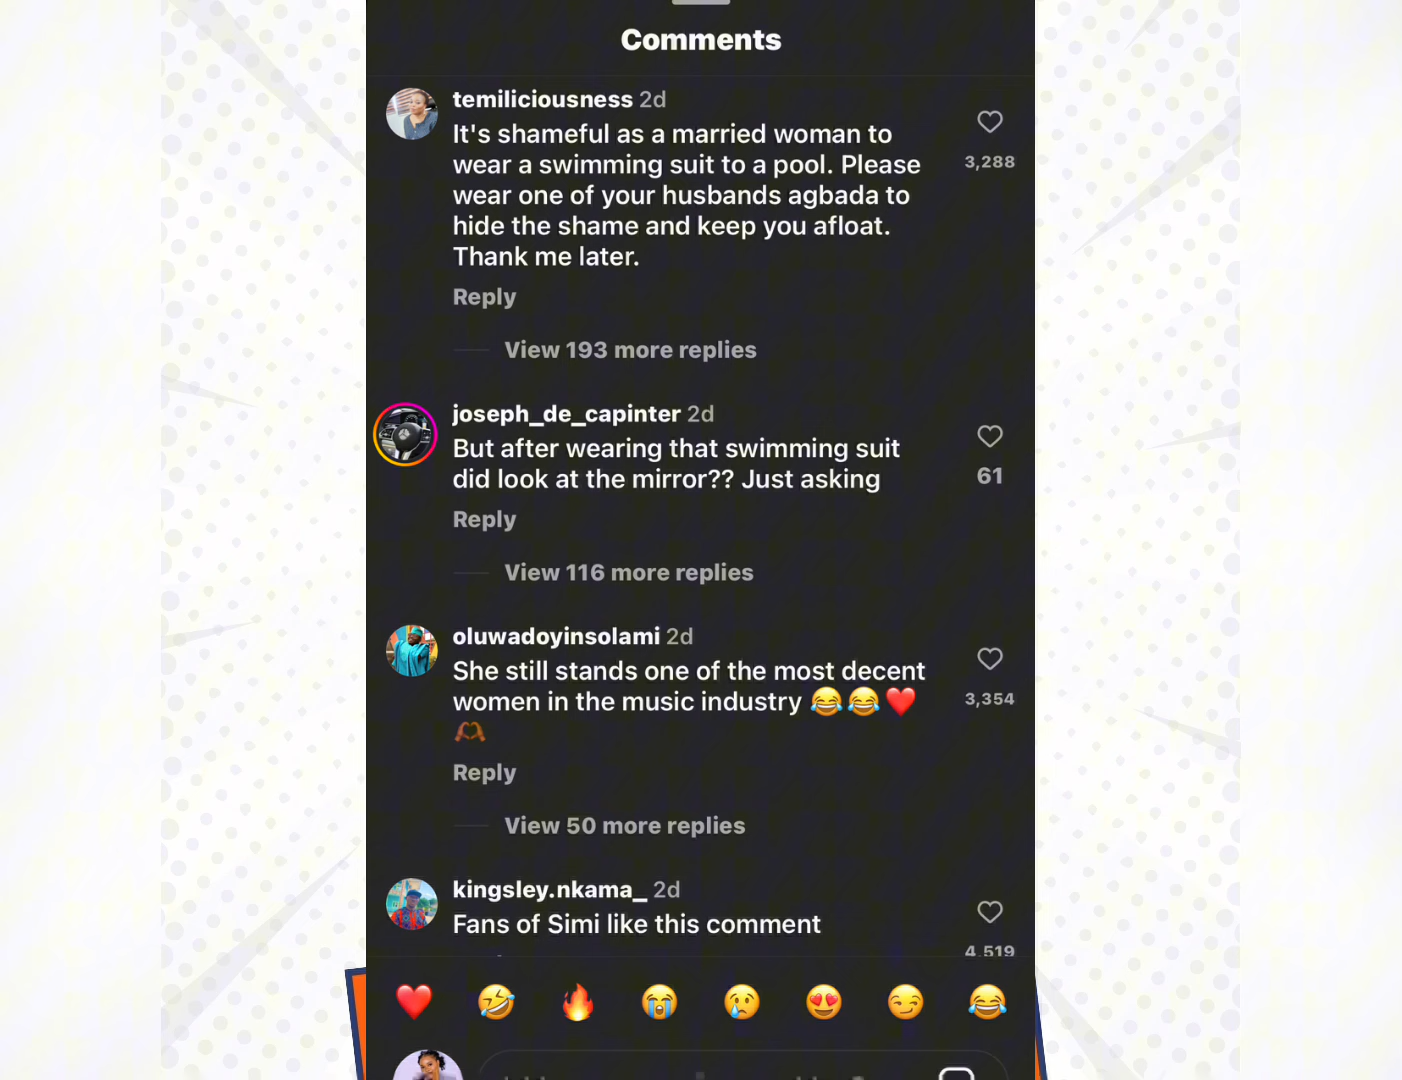 Comments
temiliciousness 2d
It's shameful as a married woman to
wear a swimming suit to a pool. Please
wear one of your husbands agbada to
hide the shame and keep you afloat.
Thank me later.
3,288
Reply
View 193 more replies
joseph_de_capinter 2d
But after wearing that swimming suit
did look at the mirror?? Just asking
61
Reply
View 116 more replies
oluwadoyinsolami 2d
She still stands one of the most decent
women in the music industry 😂😂❤️
🫶🏾
3,354
Reply
View 50 more replies
kingsley.nkama_ 2d
Fans of Simi like this comment
4,519